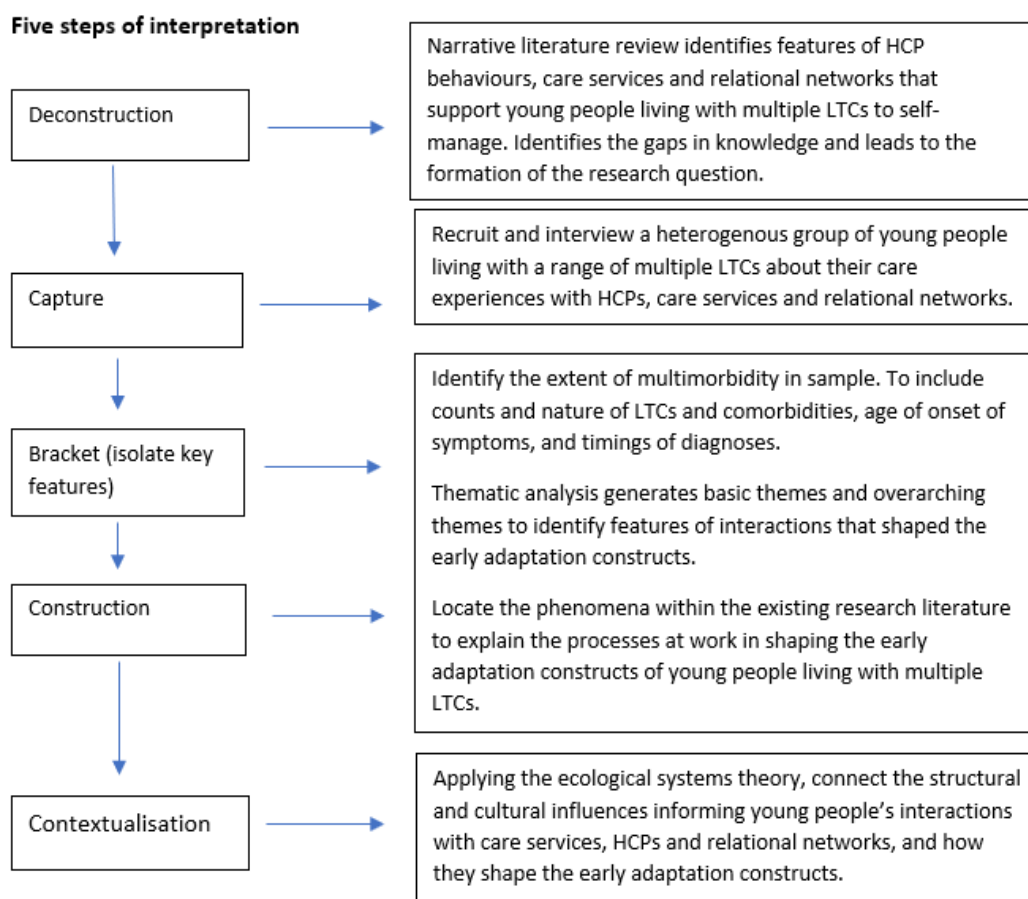 Five steps of interpretation
Deconstruction
Narrative literature review identifies features of HCP
behaviours, care services and relational networks that
support young people living with multiple LTCs to self-
manage. Identifies the gaps in knowledge and leads to the
formation of the research question.
Capture
Recruit and interview a heterogenous group of young people
living with a range of multiple LTCs about their care
experiences with HCPs, care services and relational networks.
Bracket (isolate key
features)
Identify the extent of multimorbidity in sample. To include
counts and nature of LTCs and comorbidities, age of onset of
symptoms, and timings of diagnoses.
Thematic analysis generates basic themes and overarching
themes to identify features of interactions that shaped the
early adaptation constructs.
Construction
Locate the phenomena within the existing research literature
to explain the processes at work in shaping the early
adaptation constructs of young people living with multiple
LTCs.
Contextualisation
Applying the ecological systems theory, connect the structural
and cultural influences informing young people's interactions
with care services, HCPs and relational networks, and how
they shape the early adaptation constructs.